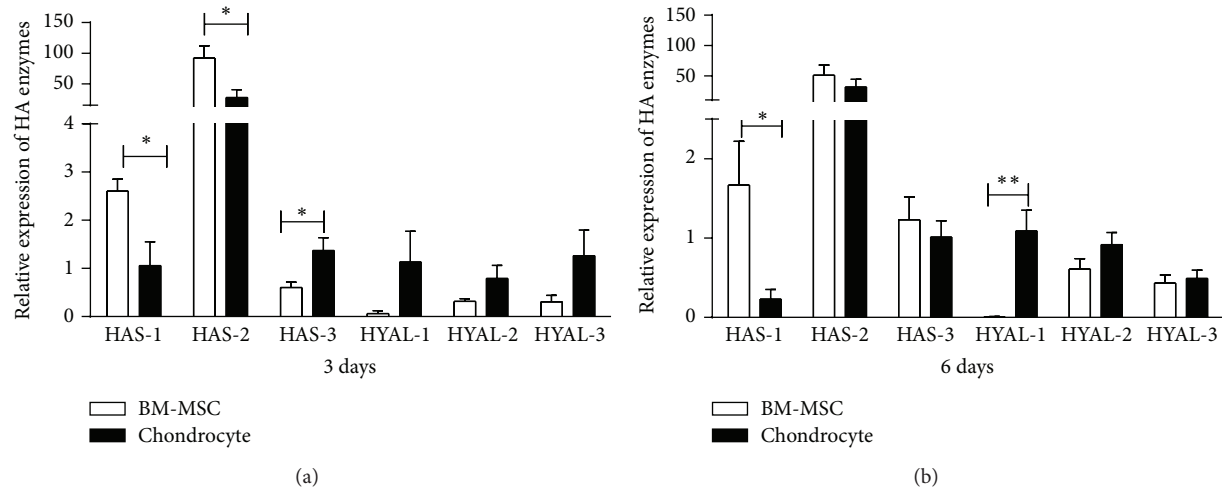 Relative expression of HA enzymes
150
100
50
4
3
2
1
0
*
*
*
HAS-1 HAS-2 HAS-3 HYAL-1 HYAL-2 HYAL-3
3 days
BM-MSC
Chondrocyte
(a)
Relative expression of HA enzymes
150
100
50
2
1
0
*
**
HAS-1 HAS-2 HAS-3 HYAL-1 HYAL-2 HYAL-3
6 days
BM-MSC
Chondrocyte
(b)